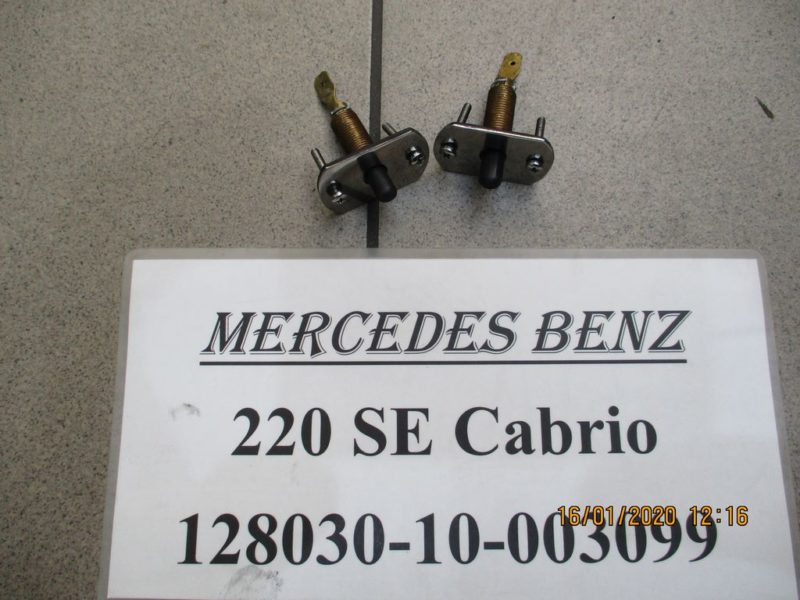 MERCEDES BENZ
220 SE Cabrio
128030-10-003099
16/01/2020 12:16